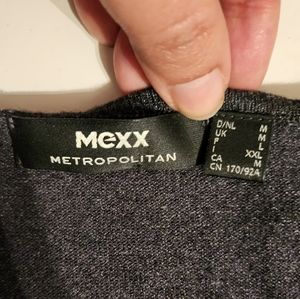 mexx
METROPOLITAN
D/NL M
UK M
F L
I XXL
CA M
CN 170/92A